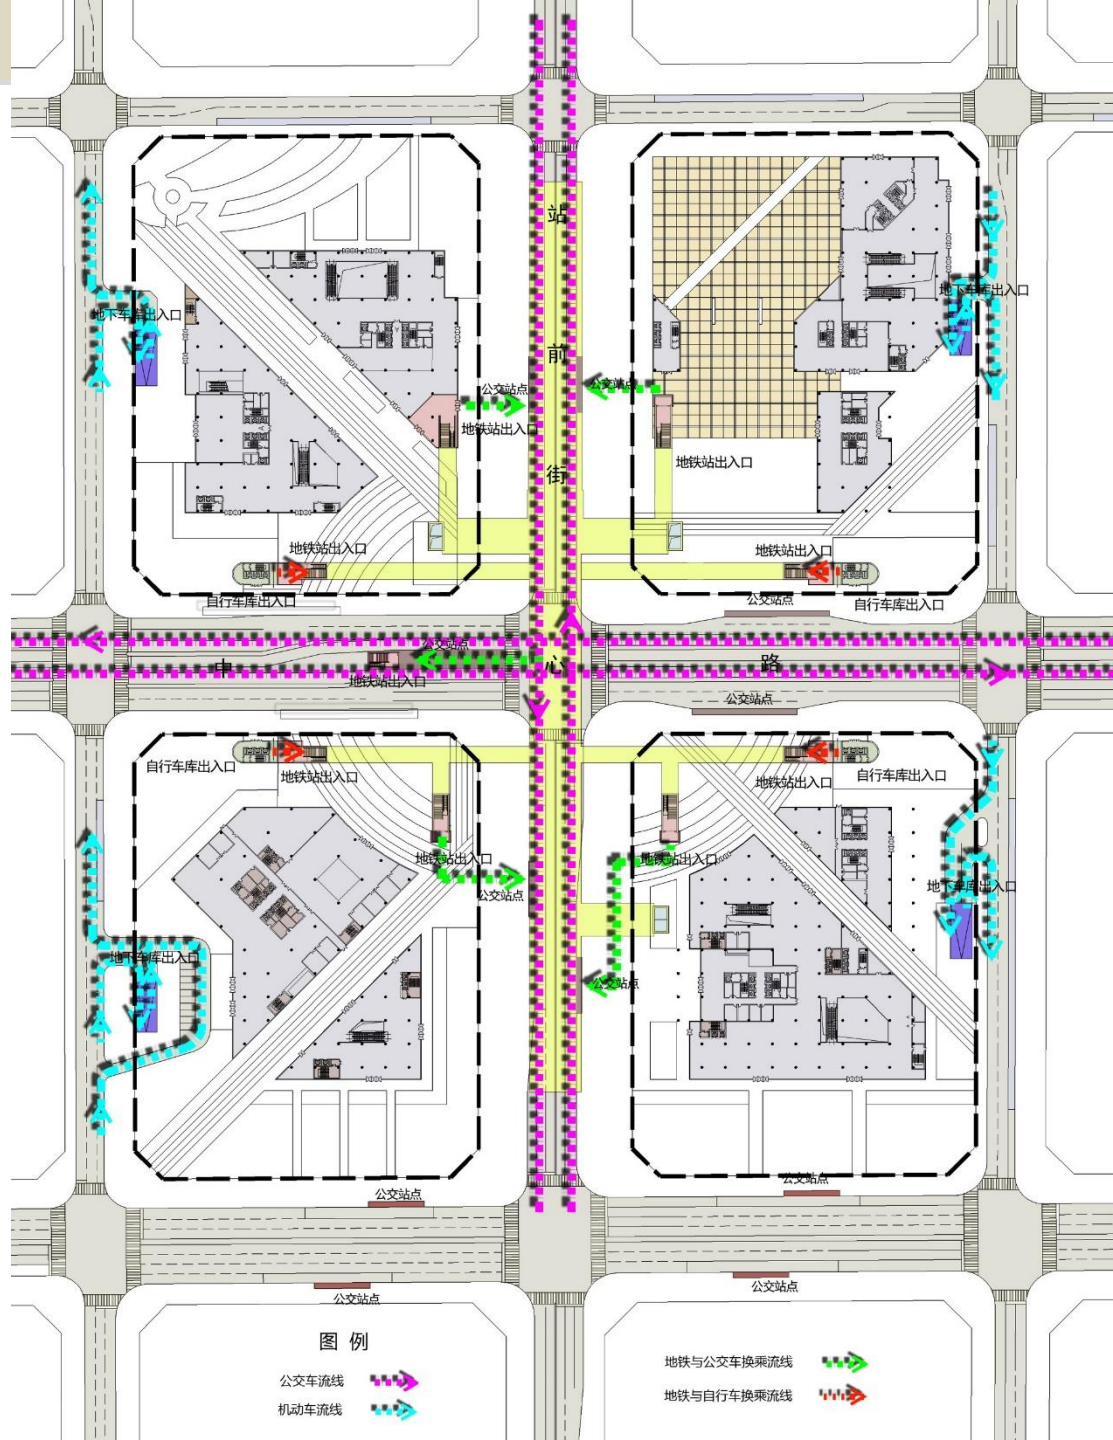 站
地下车库出入口
地下车库出入口
前
公交站点
公交站点
地铁站出入口
地铁站出入口
街
地铁站出入口
地铁站出入口
自行车库出入口
公交站点
自行车库出入口
公交站点
中
心
路
地铁站出入口
公交站点
自行车库出入口
地铁站出入口
地铁站出入口
自行车库出入口
地铁站出入口
地铁站出入口
公交站点
地下车库出入口
地下车库出入口
公交站点
公交站点
公交站点
公交站点
公交站点
图 例
公交车流线
机动车流线
地铁与公交车换乘流线
地铁与自行车换乘流线